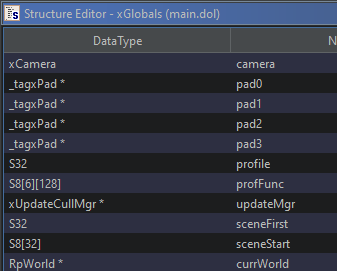 Structure Editor - xGlobals (main.dol)
DataType N
xCamera camera
_tagxPad * pad0
_tagxPad * pad1
_tagxPad * pad2
_tagxPad * pad3
S32 profile
S8[6][128] profFunc
xUpdateCullMgr * updateMgr
S32 sceneFirst
S8[32] sceneStart
RpWorld * currWorld